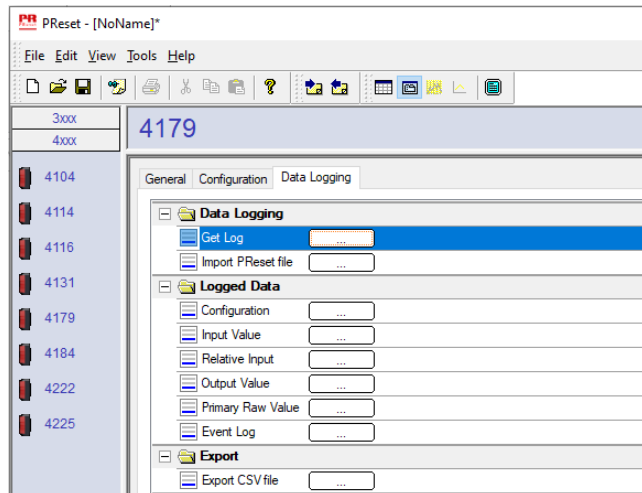 PR PReset - [NoName]*
File Edit View Tools Help
3xxx
4xxx
4179
4104
4114
4116
4131
4179
4184
4222
4225
General Configuration Data Logging
Data Logging
Get Log ...
Import PReset file ...
Logged Data
Configuration ...
Input Value ...
Relative Input ...
Output Value ...
Primary Raw Value ...
Event Log ...
Export
Export CSV file ...